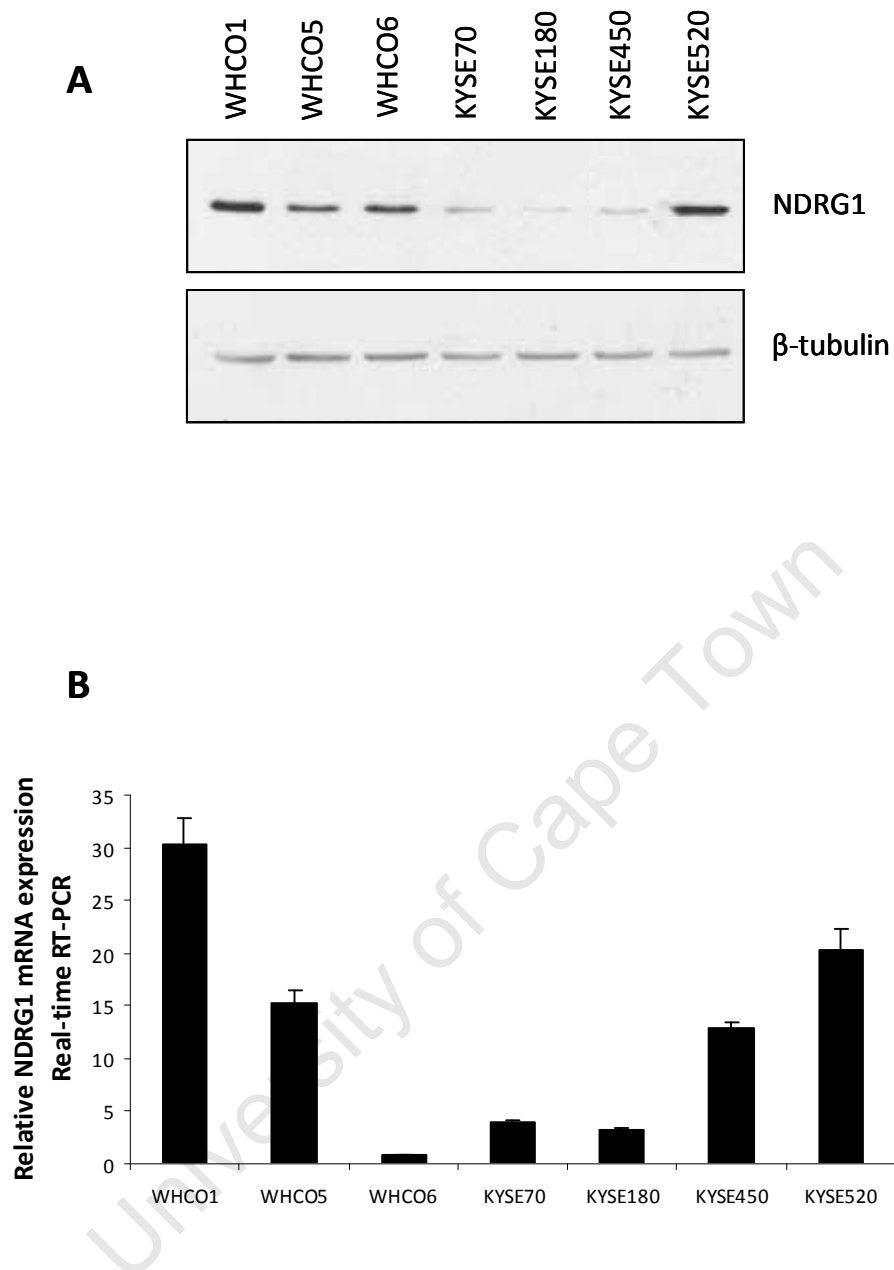 A
WHCO1 WHCO5 WHCO6 KYSE70 KYSE180 KYSE450 KYSE520
NDRG1
β-tubulin
B
Relative NDRG1 mRNA expression
Real-time RT-PCR
35
30
25
20
15
10
5
0
WHCO1 WHCO5 WHCO6 KYSE70 KYSE180 KYSE450 KYSE520
University of Cape Town